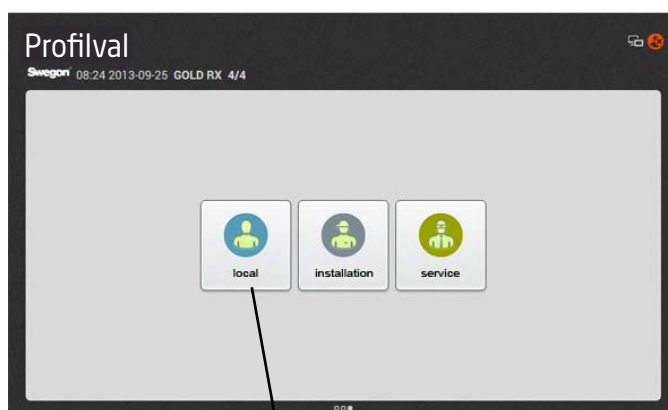 Profilval
Swegon 08:24 2013-09-25 GOLD RX 4/4
local installation service